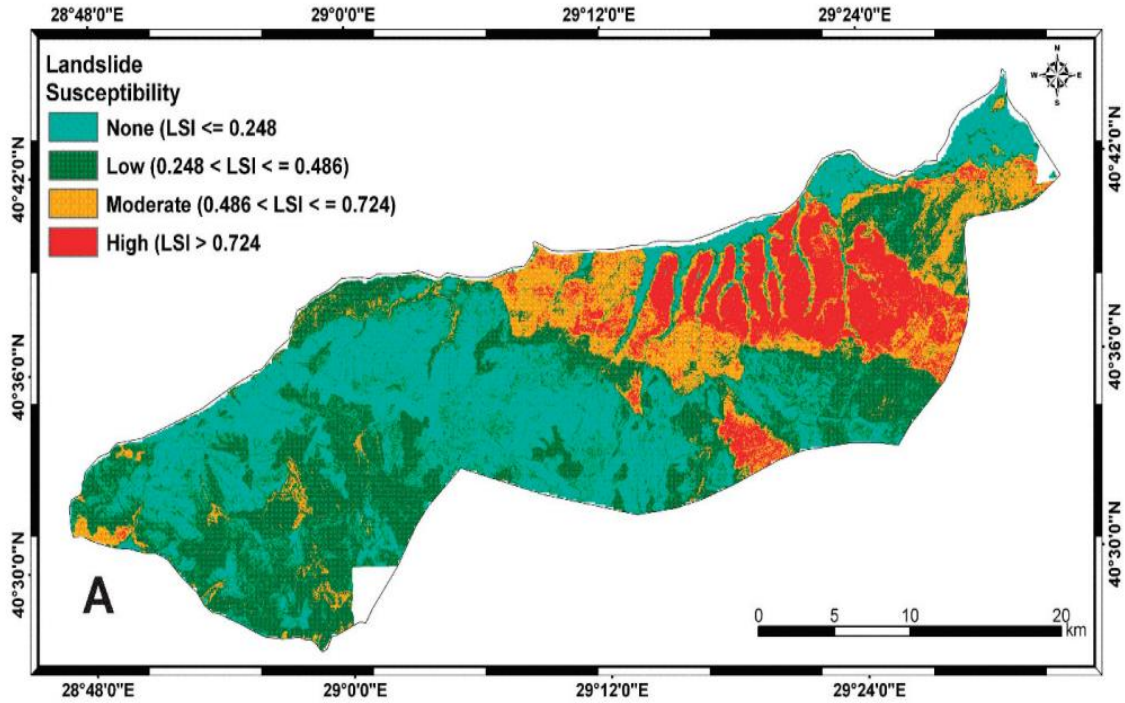 28°48'0"E 29°0'0"E 29°12'0"E 29°24'0"E
Landslide
Susceptibility
None (LSI <= 0.248
Low (0.248 < LSI < = 0.486)
Moderate (0.486 < LSI < = 0.724)
High (LSI > 0.724
N
W E
S
40°42'0"N
40°36'0"N
40°30'0"N
40°42'0"N
40°36'0"N
40°30'0"N
A
0 5 10 20
km
28°48'0"E 29°0'0"E 29°12'0"E 29°24'0"E